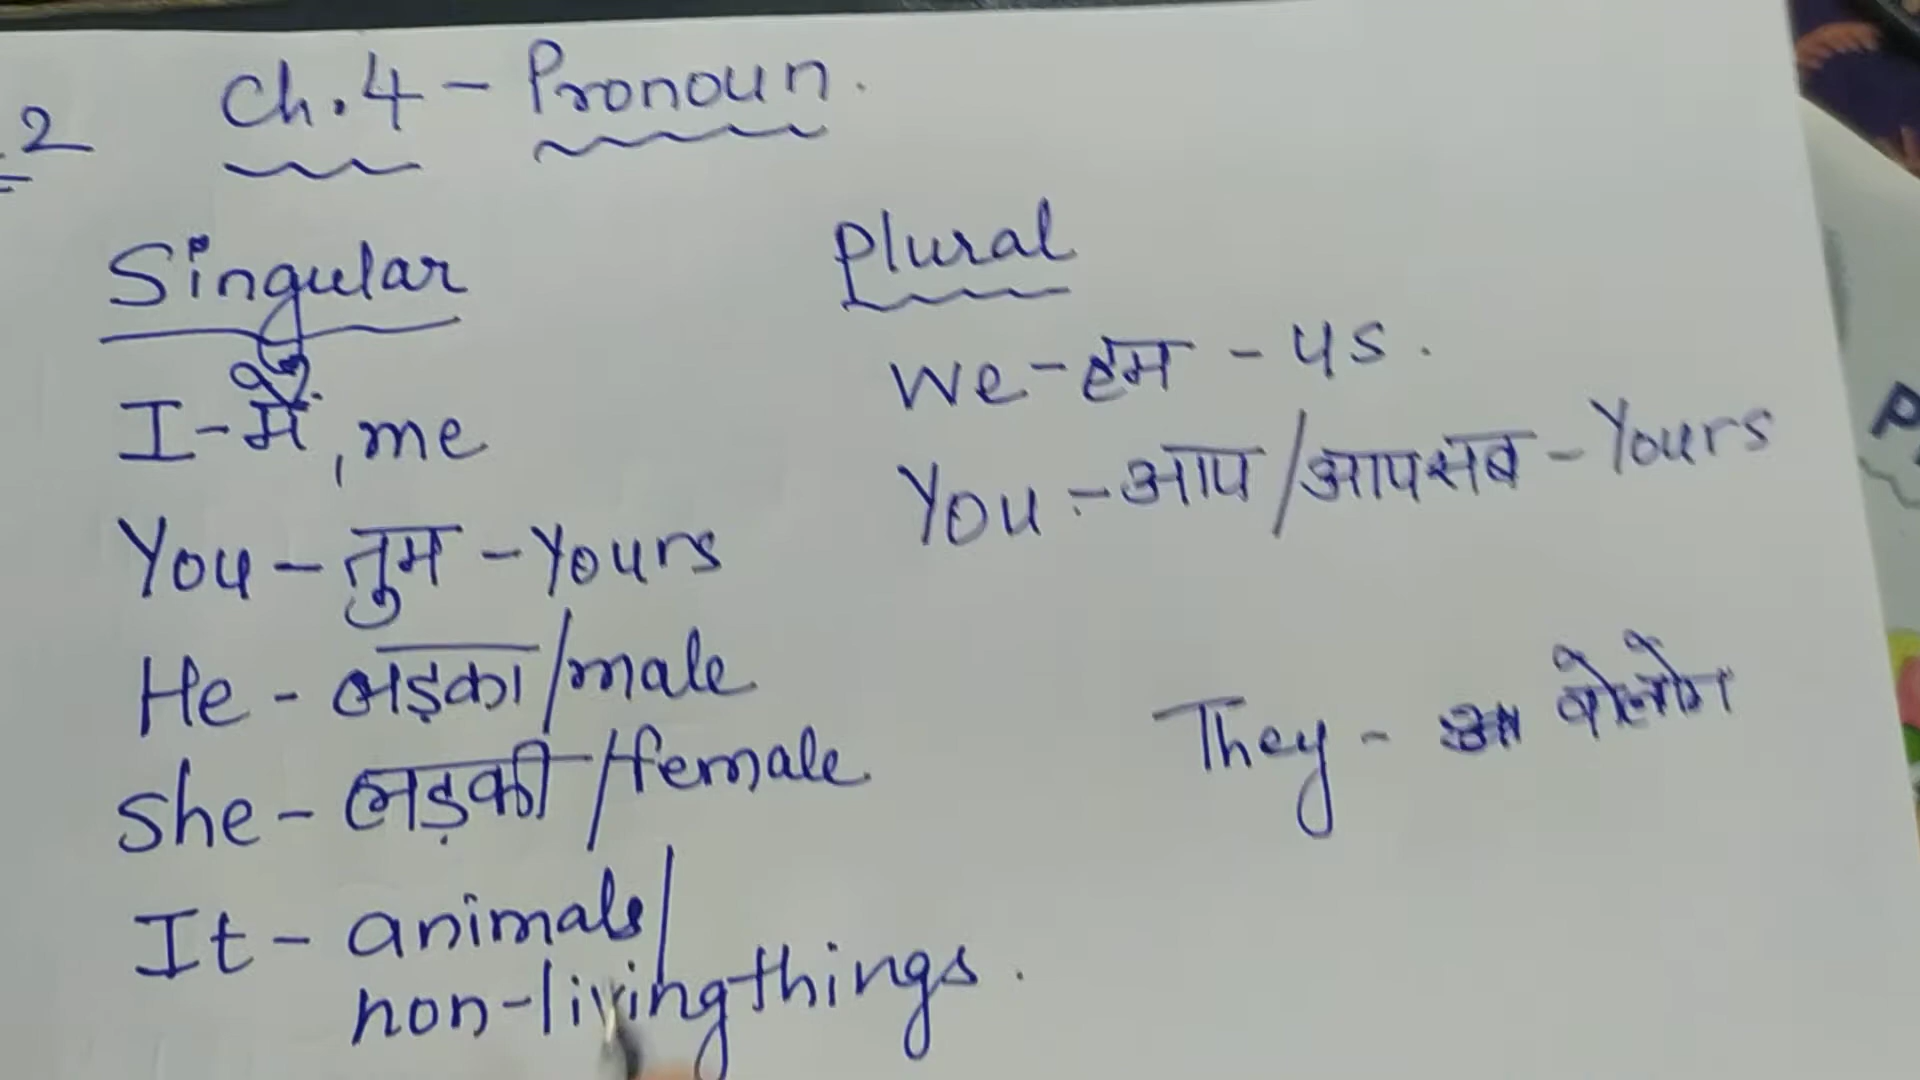 2
Ch.4 - Pronoun.
Singular
I - मैं, me
You - तुम - Yours
He - लड़का / male
She - लड़की / female
It - animals /
non-living things.
Plural
We - हम - us.
You - आप / आपसब - Yours
They - वेलोग